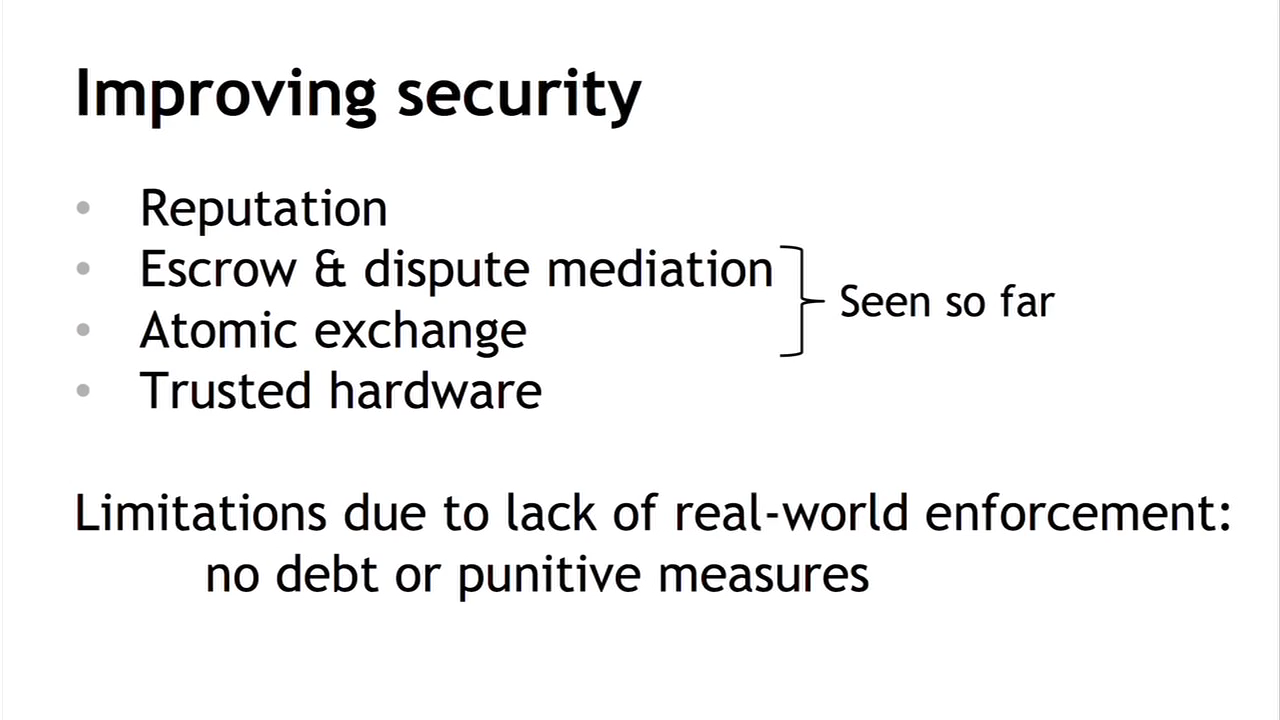 Improving security
• Reputation
• Escrow & dispute mediation
• Atomic exchange
Seen so far
• Trusted hardware
Limitations due to lack of real-world enforcement:
no debt or punitive measures